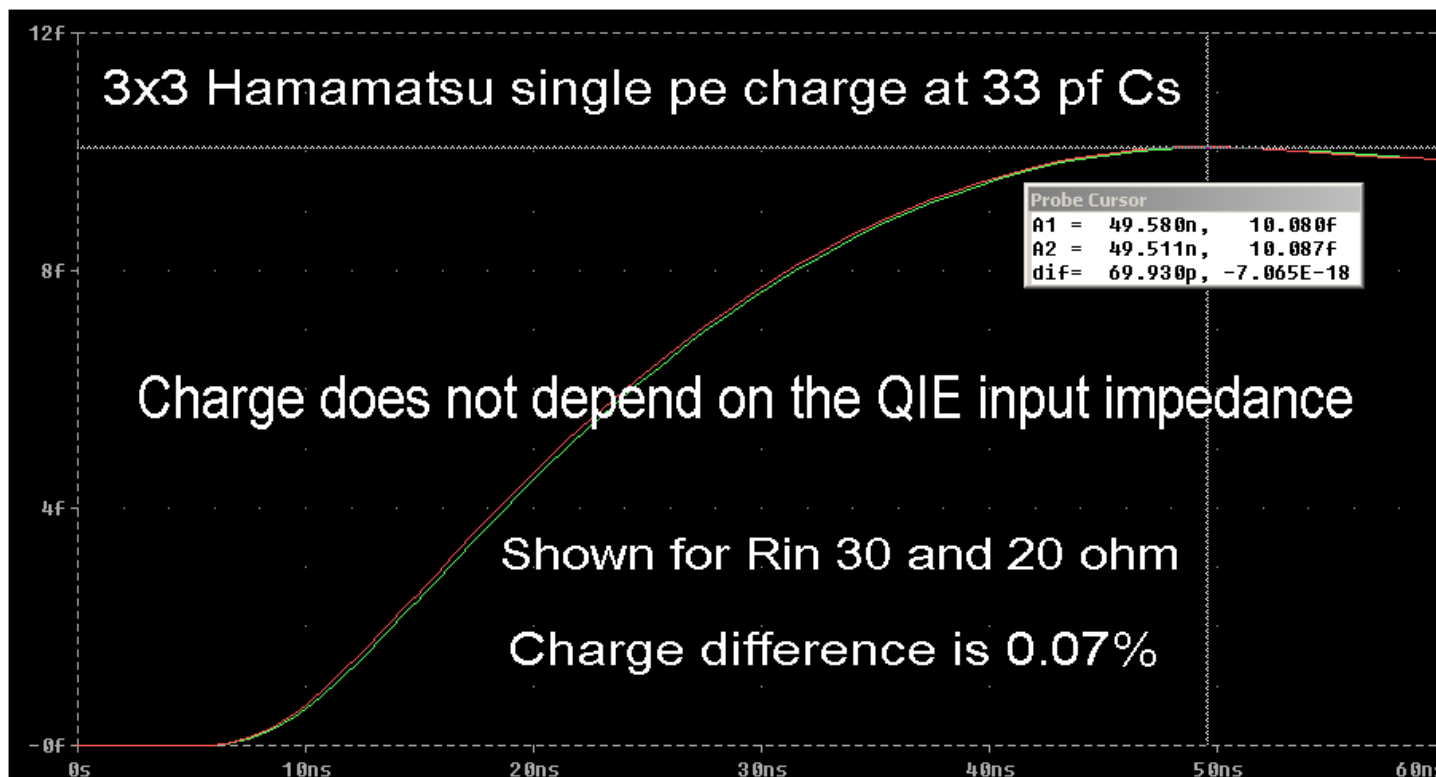 12f
3x3 Hamamatsu single pe charge at 33 pf Cs
Probe Cursor
A1 = 49.580n, 10.080f
A2 = 49.511n, 10.087f
dif= 69.930p, -7.065E-18
8f
Charge does not depend on the QIE input impedance
4f
Shown for Rin 30 and 20 ohm
Charge difference is 0.07%
-0f
0s 10ns 20ns 30ns 40ns 50ns 60ns